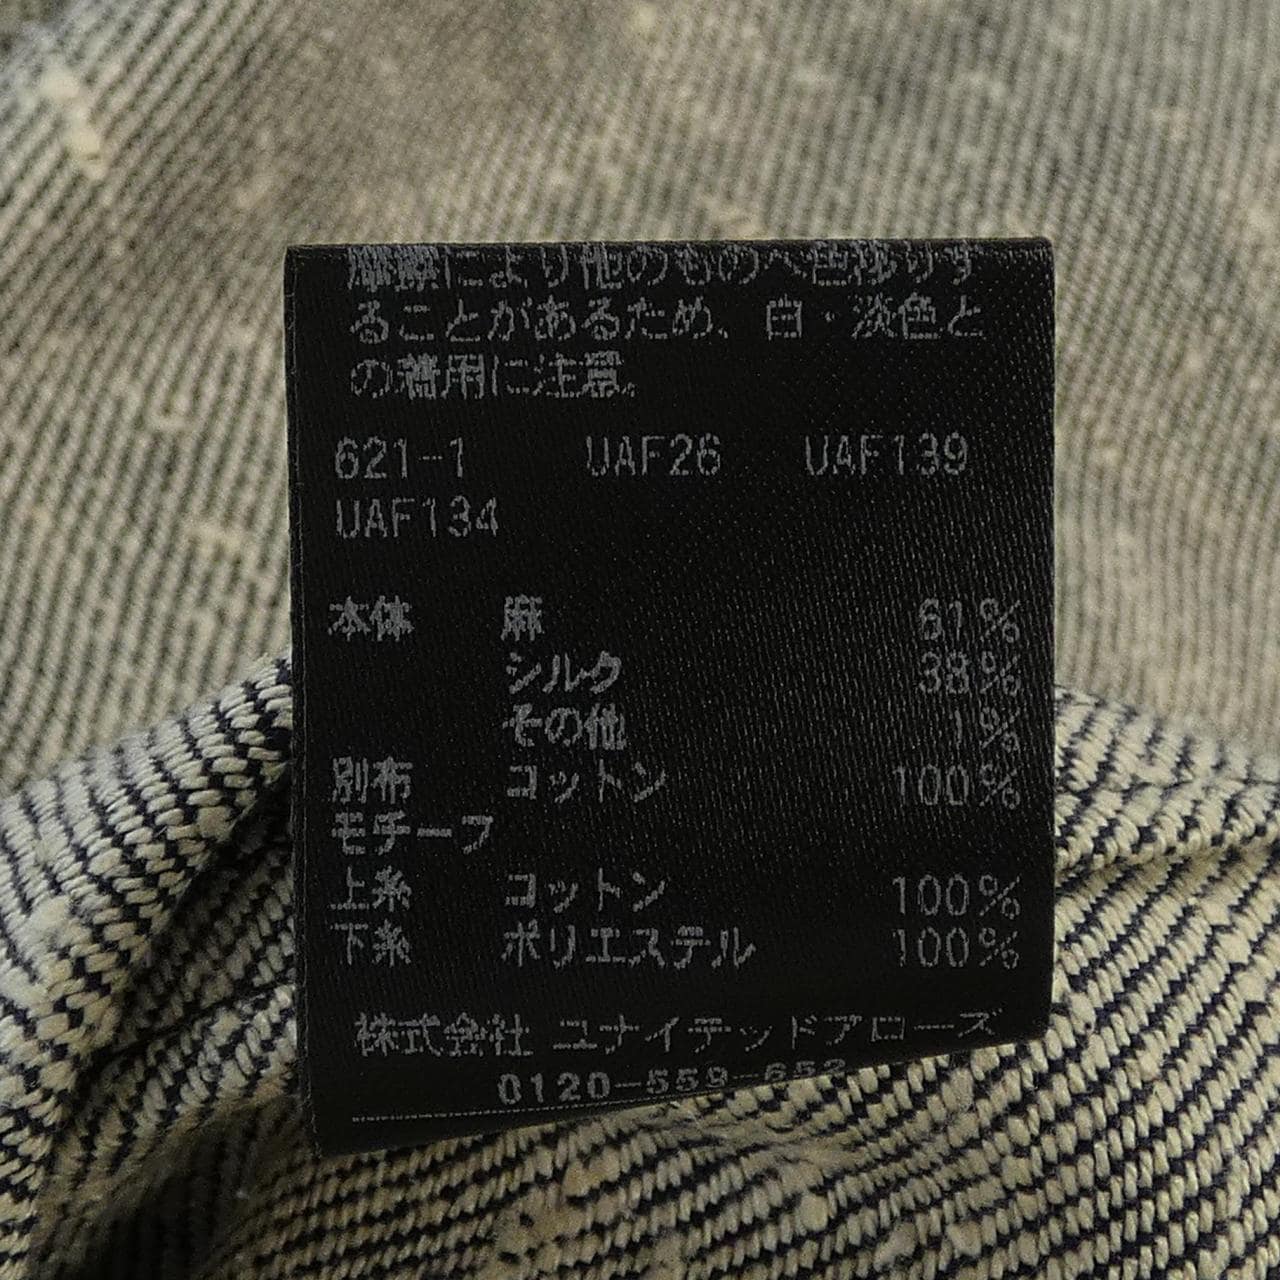 摩擦により他のものへ色移りす
ることがあるため、白・淡色と
の着用に注意。
621-1 UAF26 UAF139
UAF134
本体 麻 61%
シルク 38%
その他 1%
別布 コットン 100%
モチーフ
上糸 コットン 100%
下糸 ポリエステル 100%
株式会社 ユナイテッドアローズ
0120-559-652